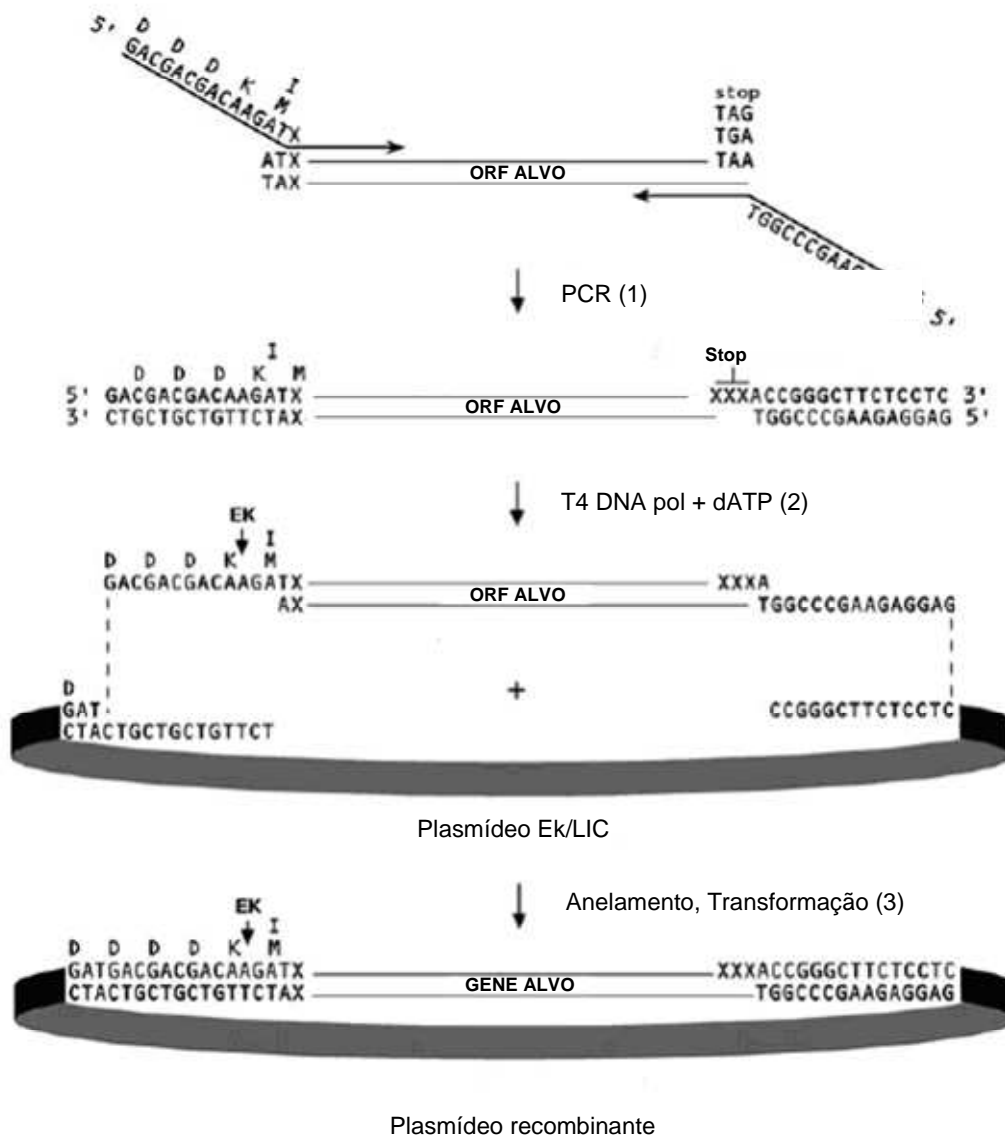 5' D D D K I
GACGACGACAAGATX M
stop
TAG
TGA
ATX ORF ALVO TAA
TAX
TGGCCCGAAG
5'
PCR (1)
I Stop
D D D K M
5' GACGACGACAAGATX XXXACCGGGCTTCTCCTC 3'
ORF ALVO
3' CTGCTGCTGTTCTAX TGGCCCGAAGAGGAG 5'
T4 DNA pol + dATP (2)
EK
I
D D D K M
GACGACGACAAGATX XXXA
ORF ALVO
AX TGGCCCGAAGAGGAG
D +
GAT CCGGGCTTCTCCTC
CTACTGCTGCTGTTCT
Plasmídeo Ek/LIC
Anelamento, Transformação (3)
EK
I
D D D D K M
GATGACGACGACAAGATX XXXACCGGGCTTCTCCTC
GENE ALVO
CTACTGCTGCTGTTCTAX TGGCCCGAAGAGGAG
Plasmídeo recombinante